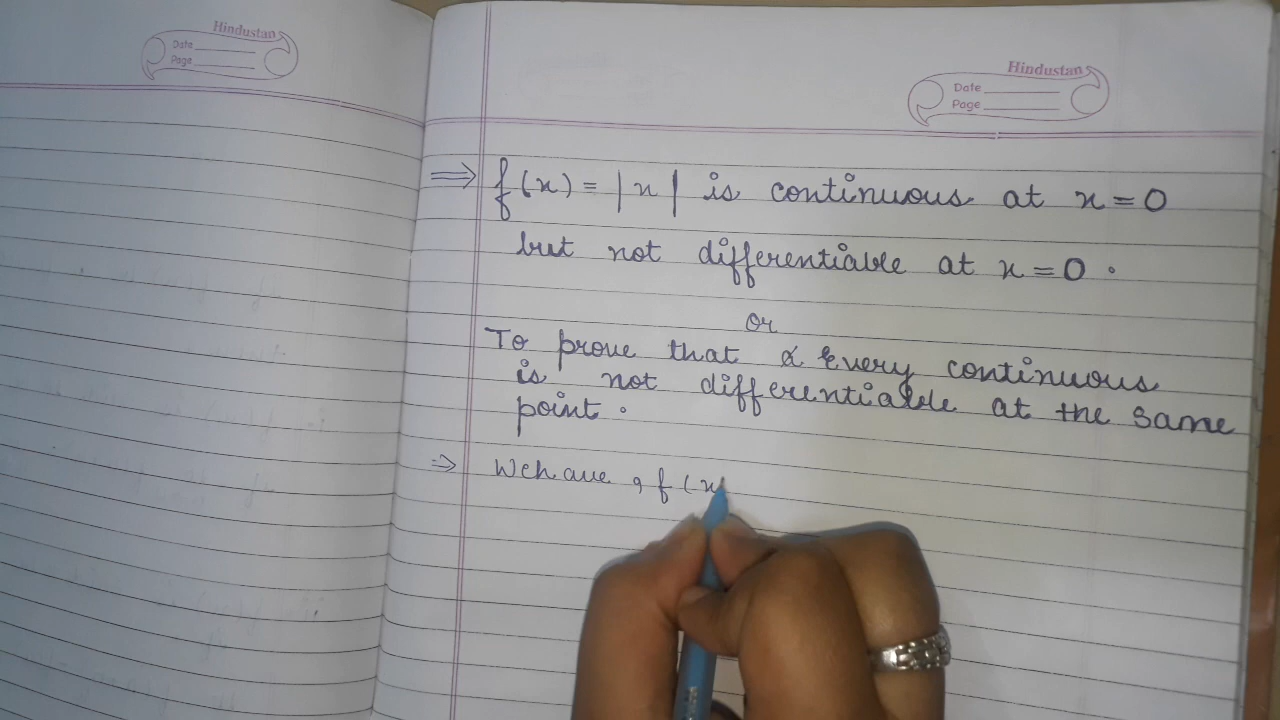 Hindustan
Date
Page
Hindustan
Date
Page
⇒ f(x) = |x| is continuous at x=0
but not differentiable at x=0.
or
To prove that & Every continuous
is not differentiable at the same
point.
⇒ We have, f(x